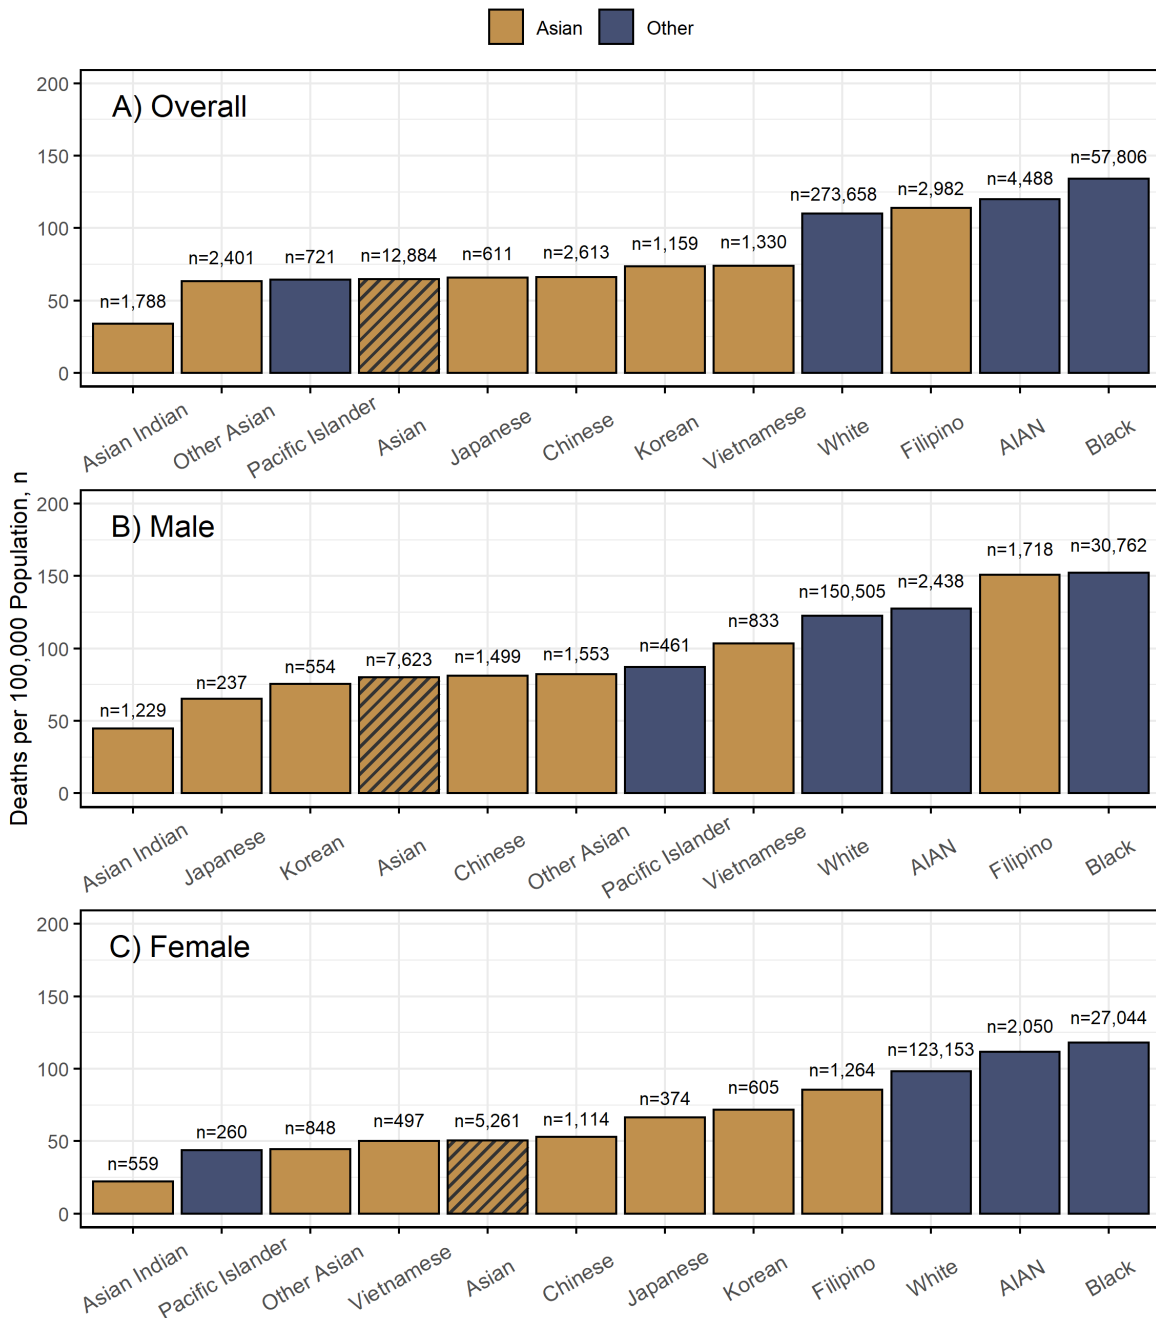 Asian Other
Deaths per 100,000 Population, n
A) Overall
200
150
100
50
0
n=1,788 n=2,401 n=721 n=12,884 n=611 n=2,613 n=1,159 n=1,330 n=273,658 n=2,982 n=4,488 n=57,806
Asian Indian Other Asian Pacific Islander Asian Japanese Chinese Korean Vietnamese White Filipino AIAN Black
B) Male
200
150
100
50
0
n=1,229 n=237 n=554 n=7,623 n=1,499 n=1,553 n=461 n=833 n=150,505 n=2,438 n=1,718 n=30,762
Asian Indian Japanese Korean Asian Chinese Other Asian Pacific Islander Vietnamese White AIAN Filipino Black
C) Female
200
150
100
50
0
n=559 n=260 n=848 n=497 n=5,261 n=1,114 n=374 n=605 n=1,264 n=123,153 n=2,050 n=27,044
Asian Indian Pacific Islander Other Asian Vietnamese Asian Chinese Japanese Korean Filipino White AIAN Black